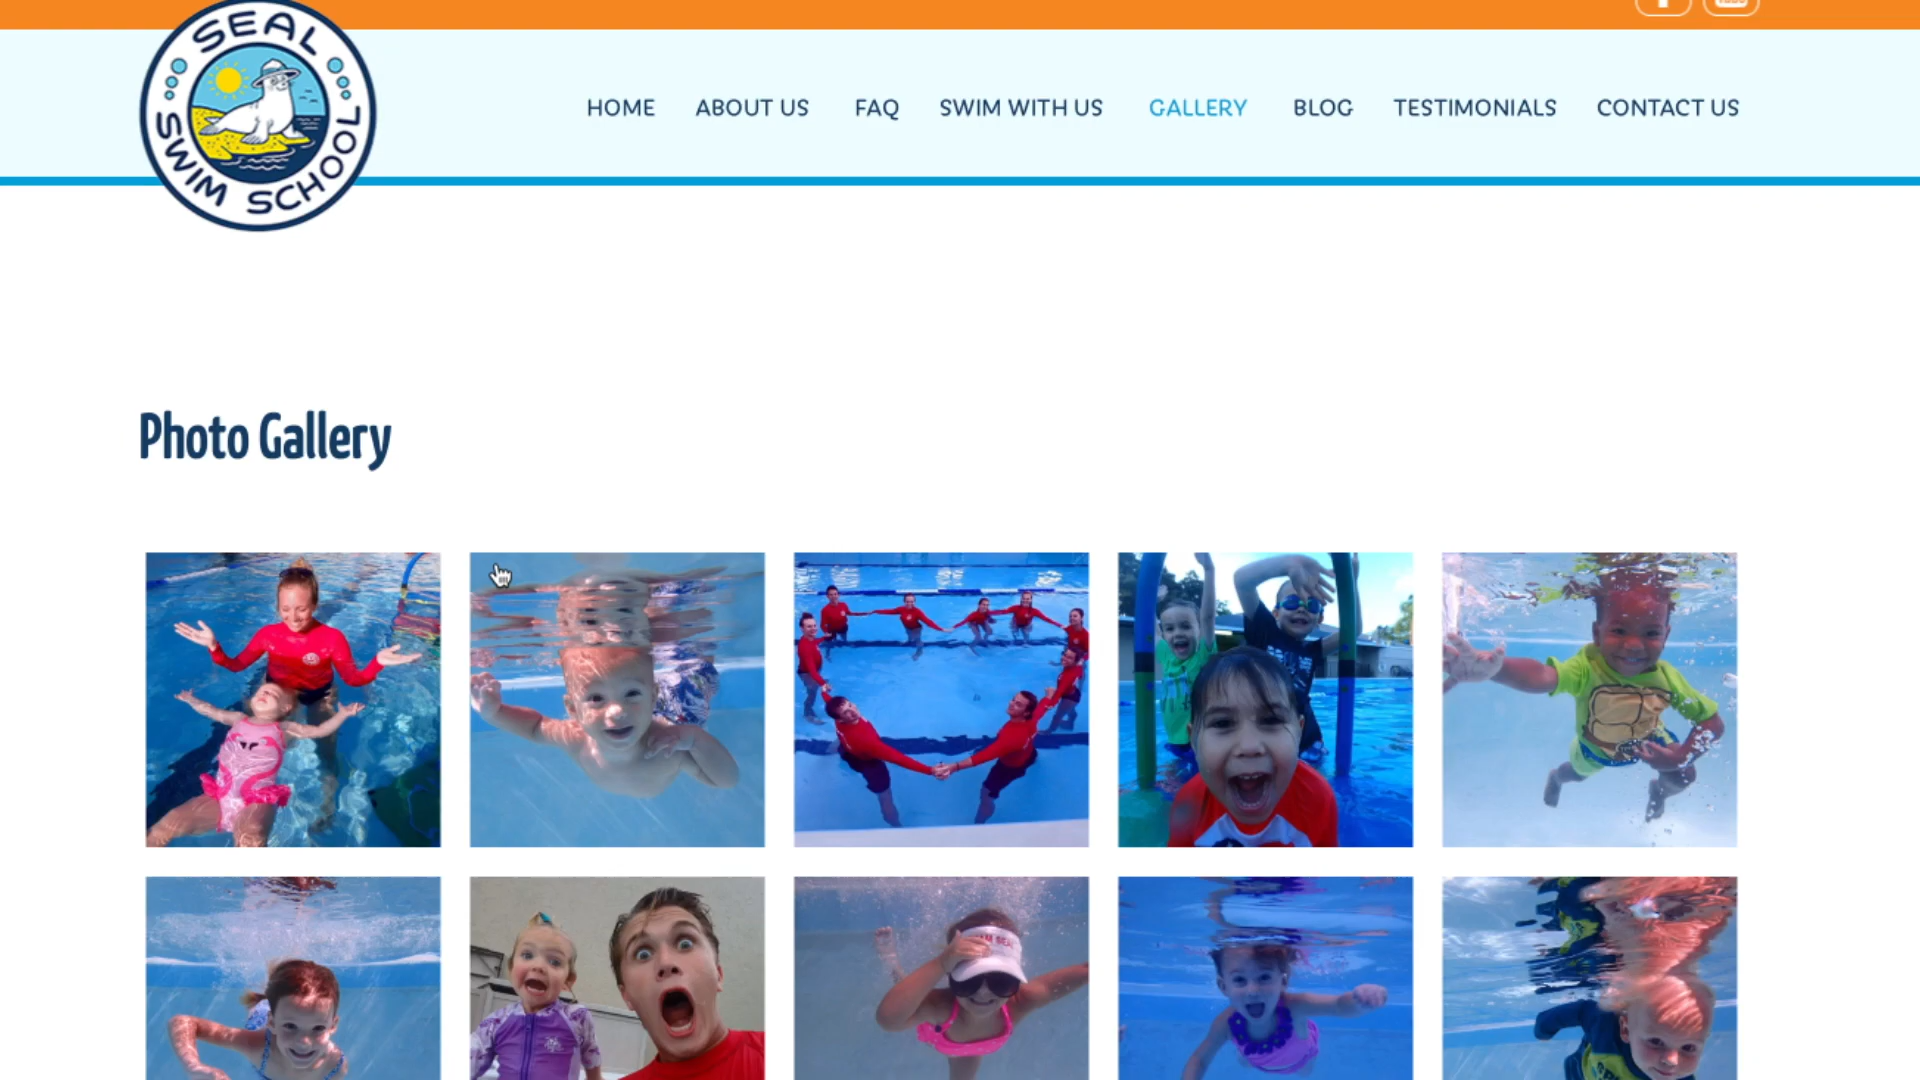 SEAL
SWIM SCHOOL
HOME ABOUT US FAQ SWIM WITH US GALLERY BLOG TESTIMONIALS CONTACT US
Photo Gallery